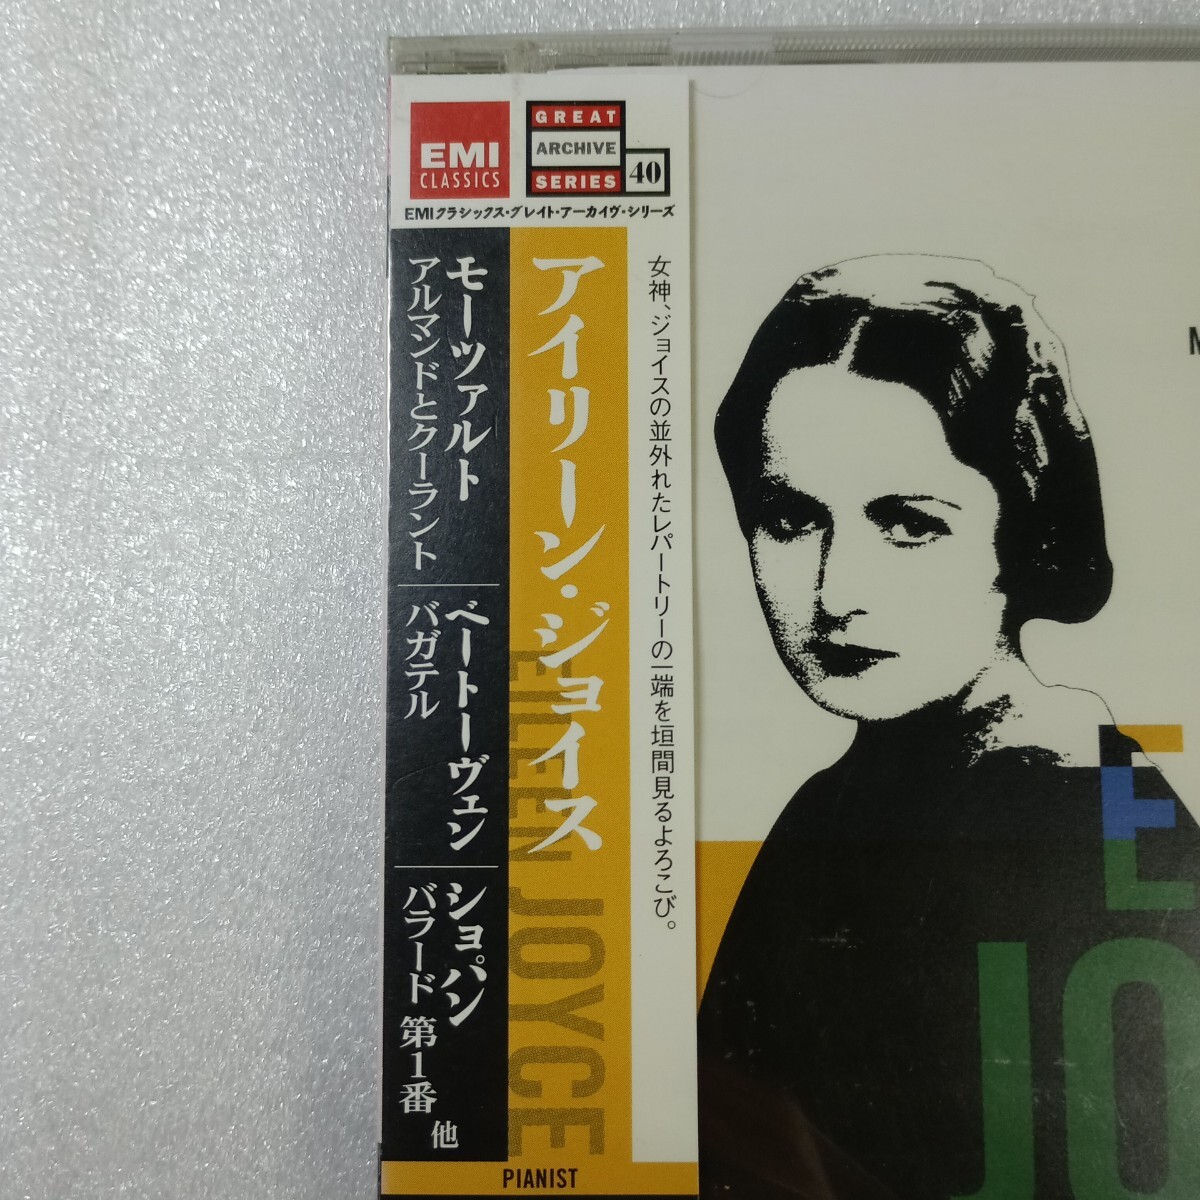 EMI
CLASSICS
GREAT
ARCHIVE
SERIES
40
EMIクラシックス・グレイト・アーカイヴ・シリーズ
女神、ジョイスの並外れたレパートリーの一端を垣間見るよろこび。
アイリーン・ジョイス
EILEEN JOYCE
モーツァルト
アルマンドとクーラント
ベートーヴェン
バガテル
ショパン
バラード 第1番
他
PIANIST
M
E
JO